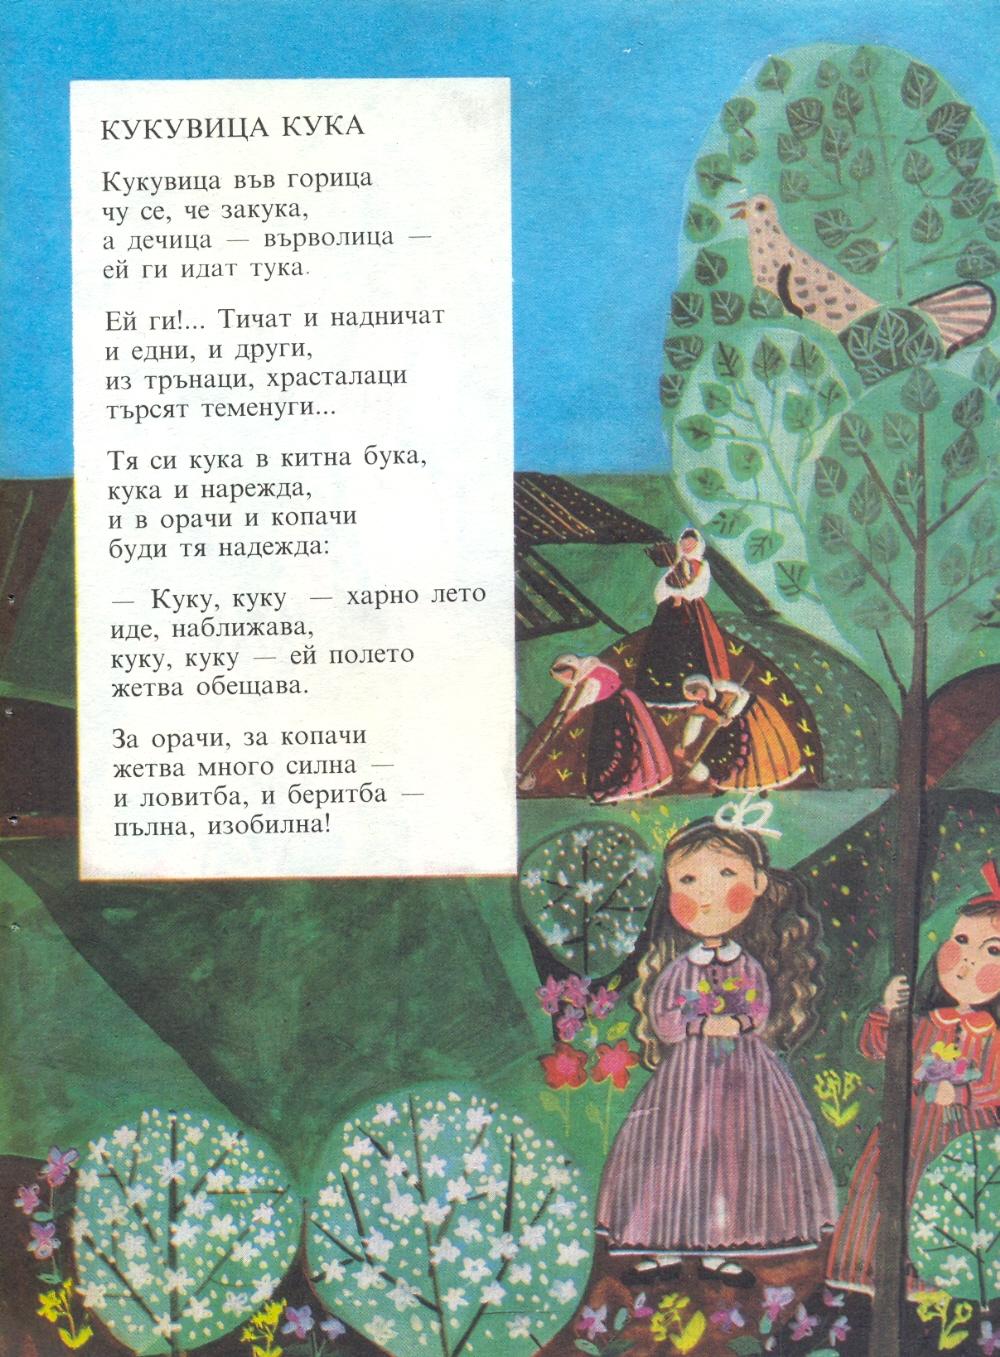 КУКУВИЦА КУКА
Кукувица във горица
чу се, че закука,
а дечица — върволица —
ей ги идат тука.
Ей ги!... Тичат и надничат
и едни, и други,
из трънаци, храсталаци
търсят теменуги...
Тя си кука в китна бука,
кука и нарежда,
и в орачи и копачи
буди тя надежда:
— Куку, куку — харно лето
иде, наближава,
куку, куку — ей полето
жетва обещава.
За орачи, за копачи
жетва много силна —
и ловитба, и беритба —
пълна, изобилна!